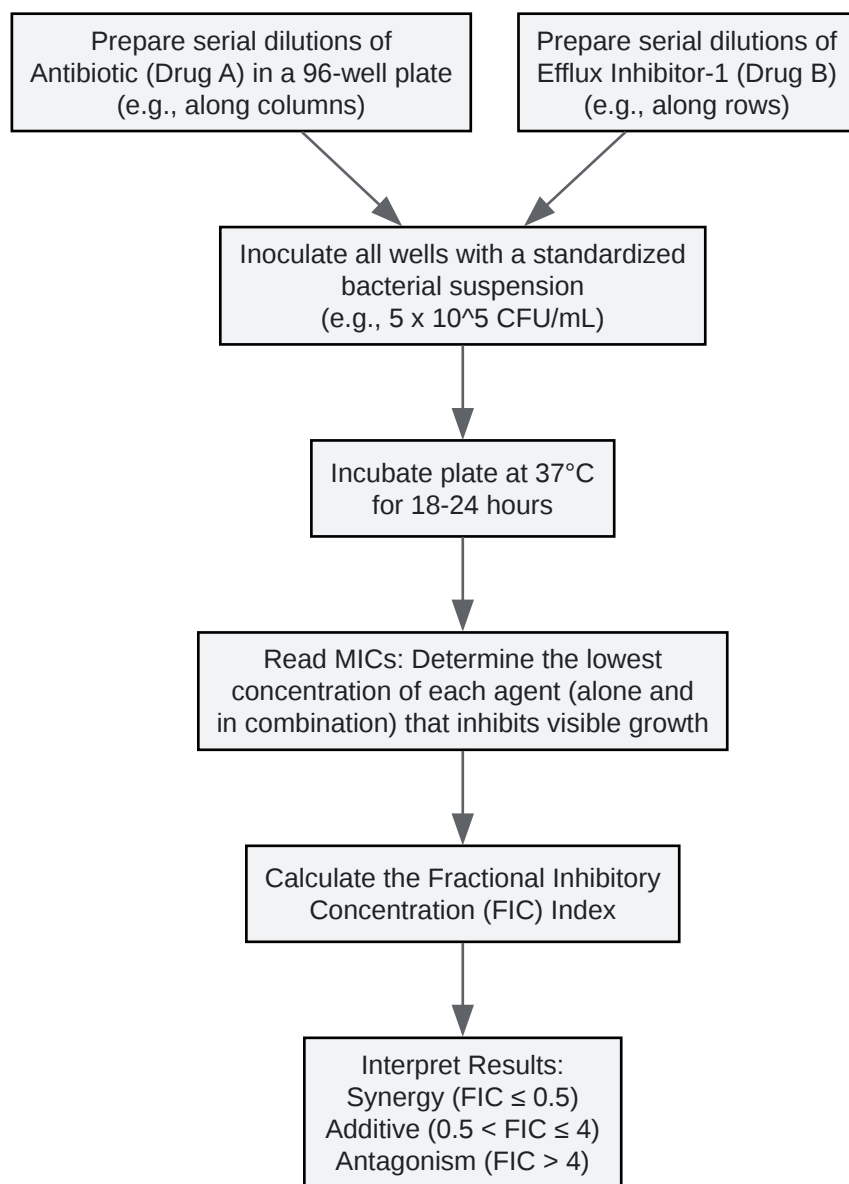 Prepare serial dilutions of
Antibiotic (Drug A) in a 96-well plate
(e.g., along columns)
Prepare serial dilutions of
Efflux Inhibitor-1 (Drug B)
(e.g., along rows)
Inoculate all wells with a standardized
bacterial suspension
(e.g., 5 x 10^5 CFU/mL)
Incubate plate at 37°C
for 18-24 hours
Read MICs: Determine the lowest
concentration of each agent (alone and
in combination) that inhibits visible growth
Calculate the Fractional Inhibitory
Concentration (FIC) Index
Interpret Results:
Synergy (FIC ≤ 0.5)
Additive (0.5 < FIC ≤ 4)
Antagonism (FIC > 4)